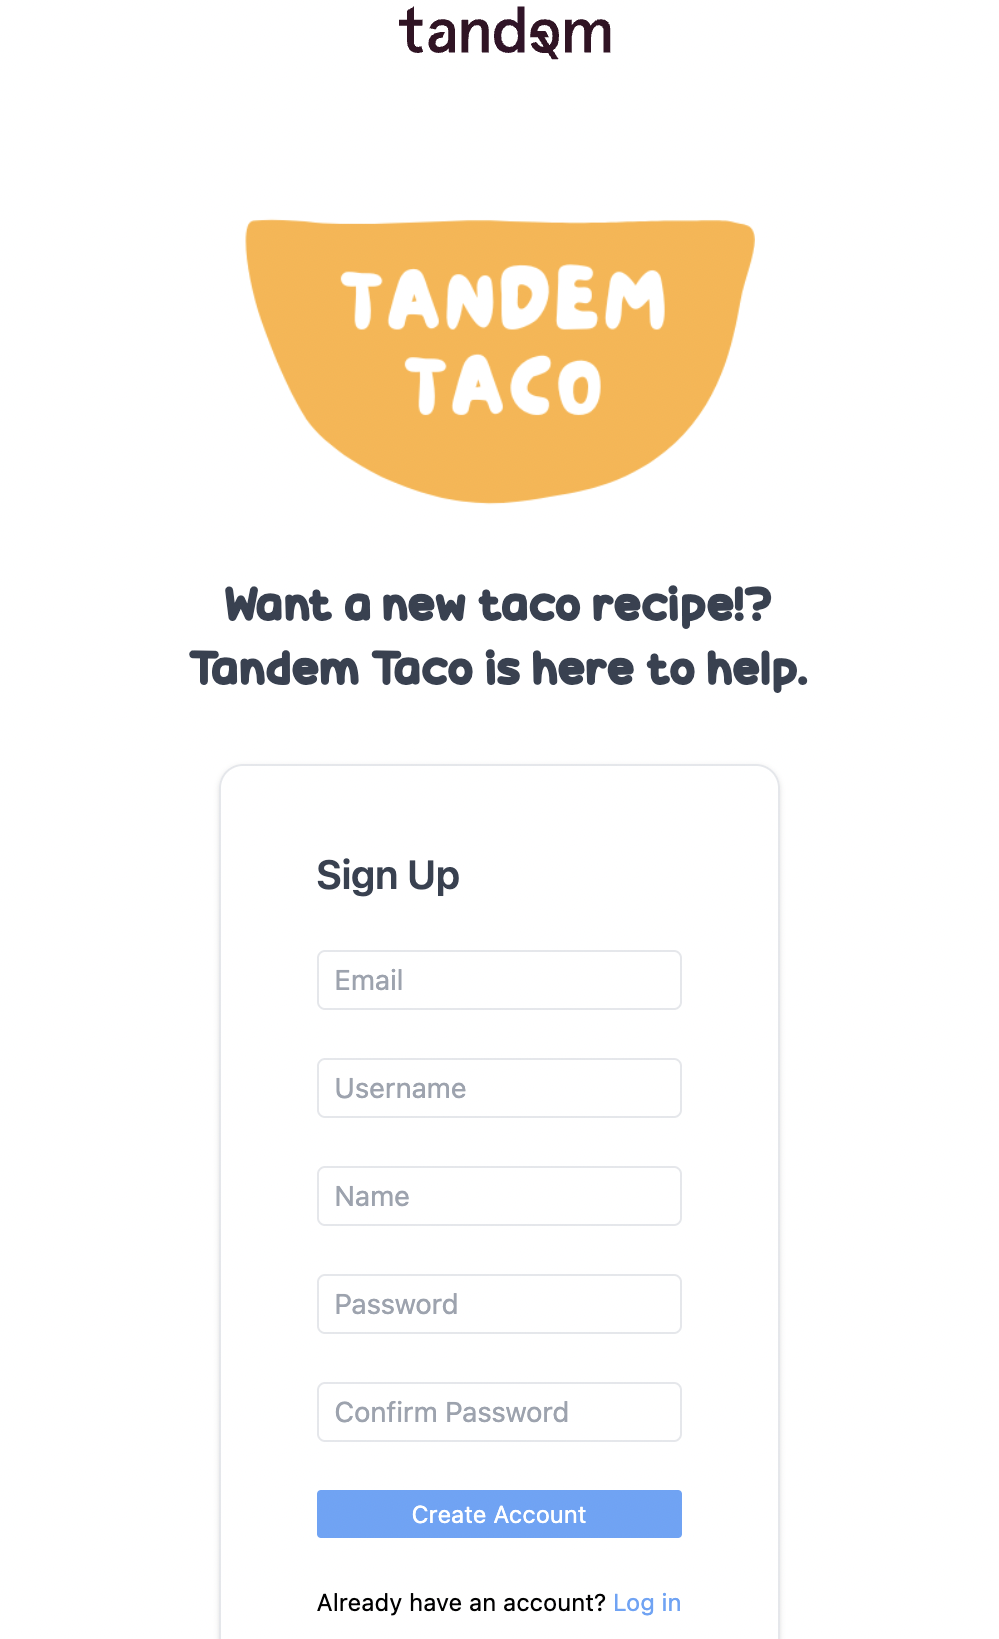 tandem
TANDEM
TACO
Want a new taco recipe!?
Tandem Taco is here to help.
Sign Up
Email
Username
Name
Password
Confirm Password
Create Account
Already have an account? Log in